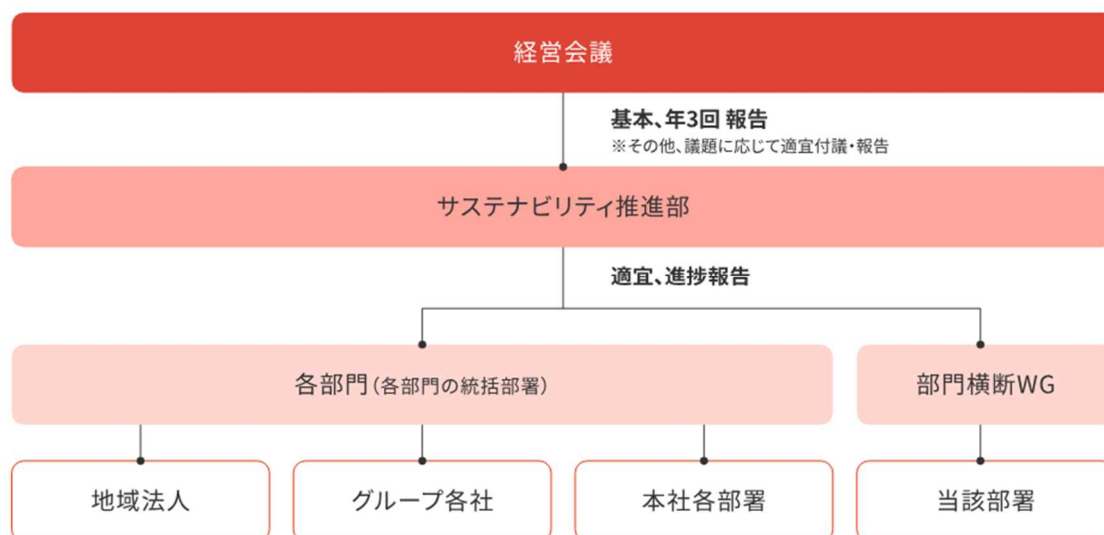 経営会議
基本、年3回 報告
※その他、議題に応じて適宜付議・報告
サステナビリティ推進部
適宜、進捗報告
各部門（各部門の統括部署）
部門横断WG
地域法人
グループ各社
本社各部署
当該部署